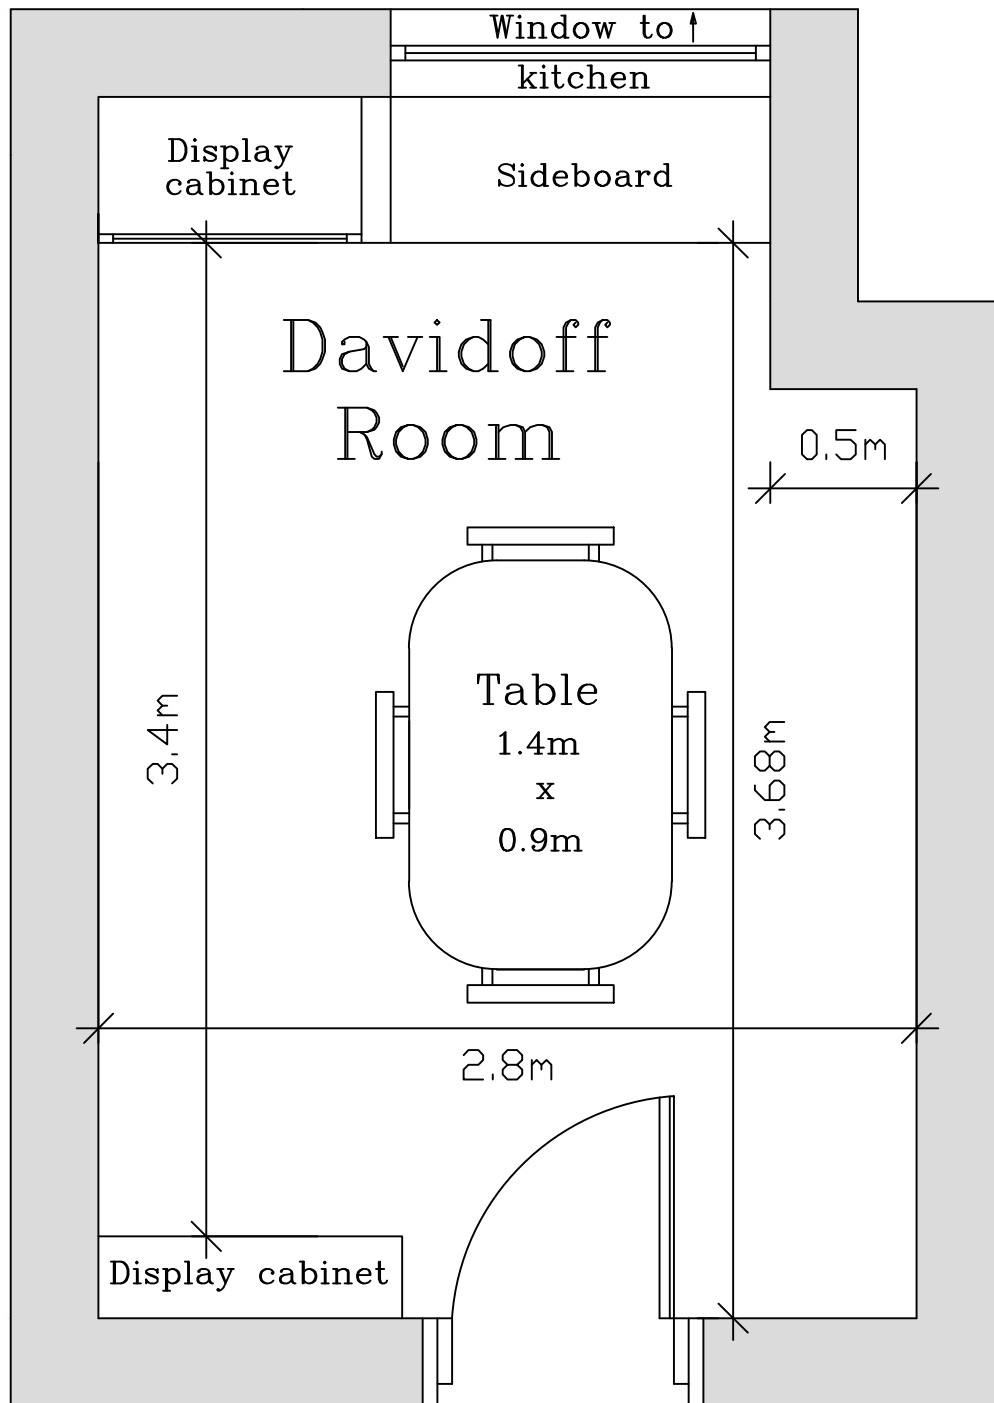 Window to
kitchen
Display
cabinet
Sideboard
Davidoff
Room
0.5m
Table
1.4m
x
0.9m
3.4m
3.68m
2.8m
Display cabinet